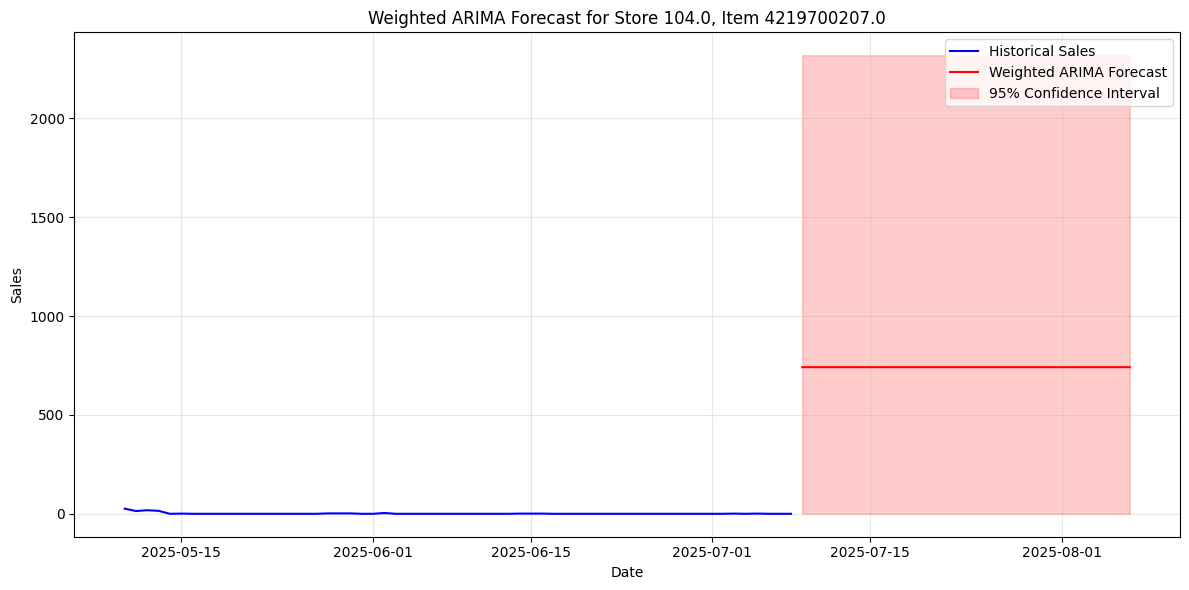 Weighted ARIMA Forecast for Store 104.0, Item 4219700207.0
Historical Sales
Weighted ARIMA Forecast
95% Confidence Interval
Sales
2000
1500
1000
500
0
2025-05-15 2025-06-01 2025-06-15 2025-07-01 2025-07-15 2025-08-01
Date